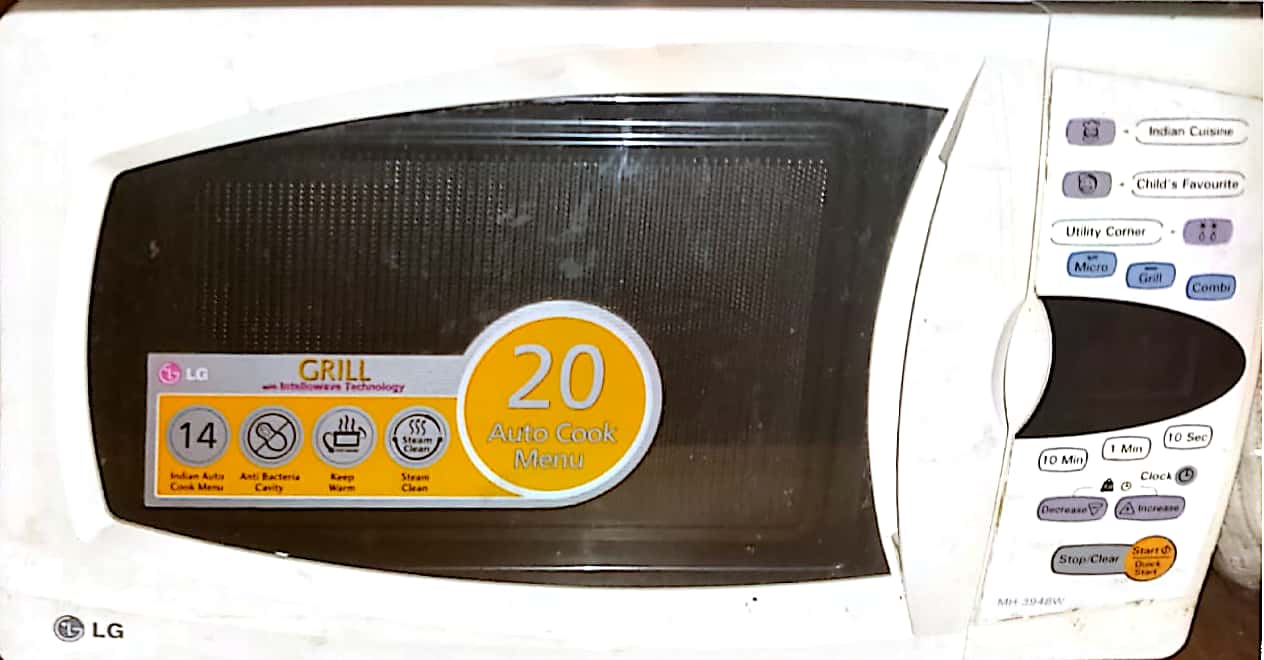 Indian Cuisine
Child's Favourite
Utility Corner
Micro
Grill
Combi
LG
GRILL
with Intellowave Technology
20
Auto Cook
Menu
14
Steam
Clean
Indian Auto
Cook Menu
Anti Bacteria
Cavity
Keep
Warm
Steam
Clean
10 Min
1 Min
10 Sec
Clock
Decrease
Increase
Stop/Clear
Start
Quick
Start
MH-3948W
LG